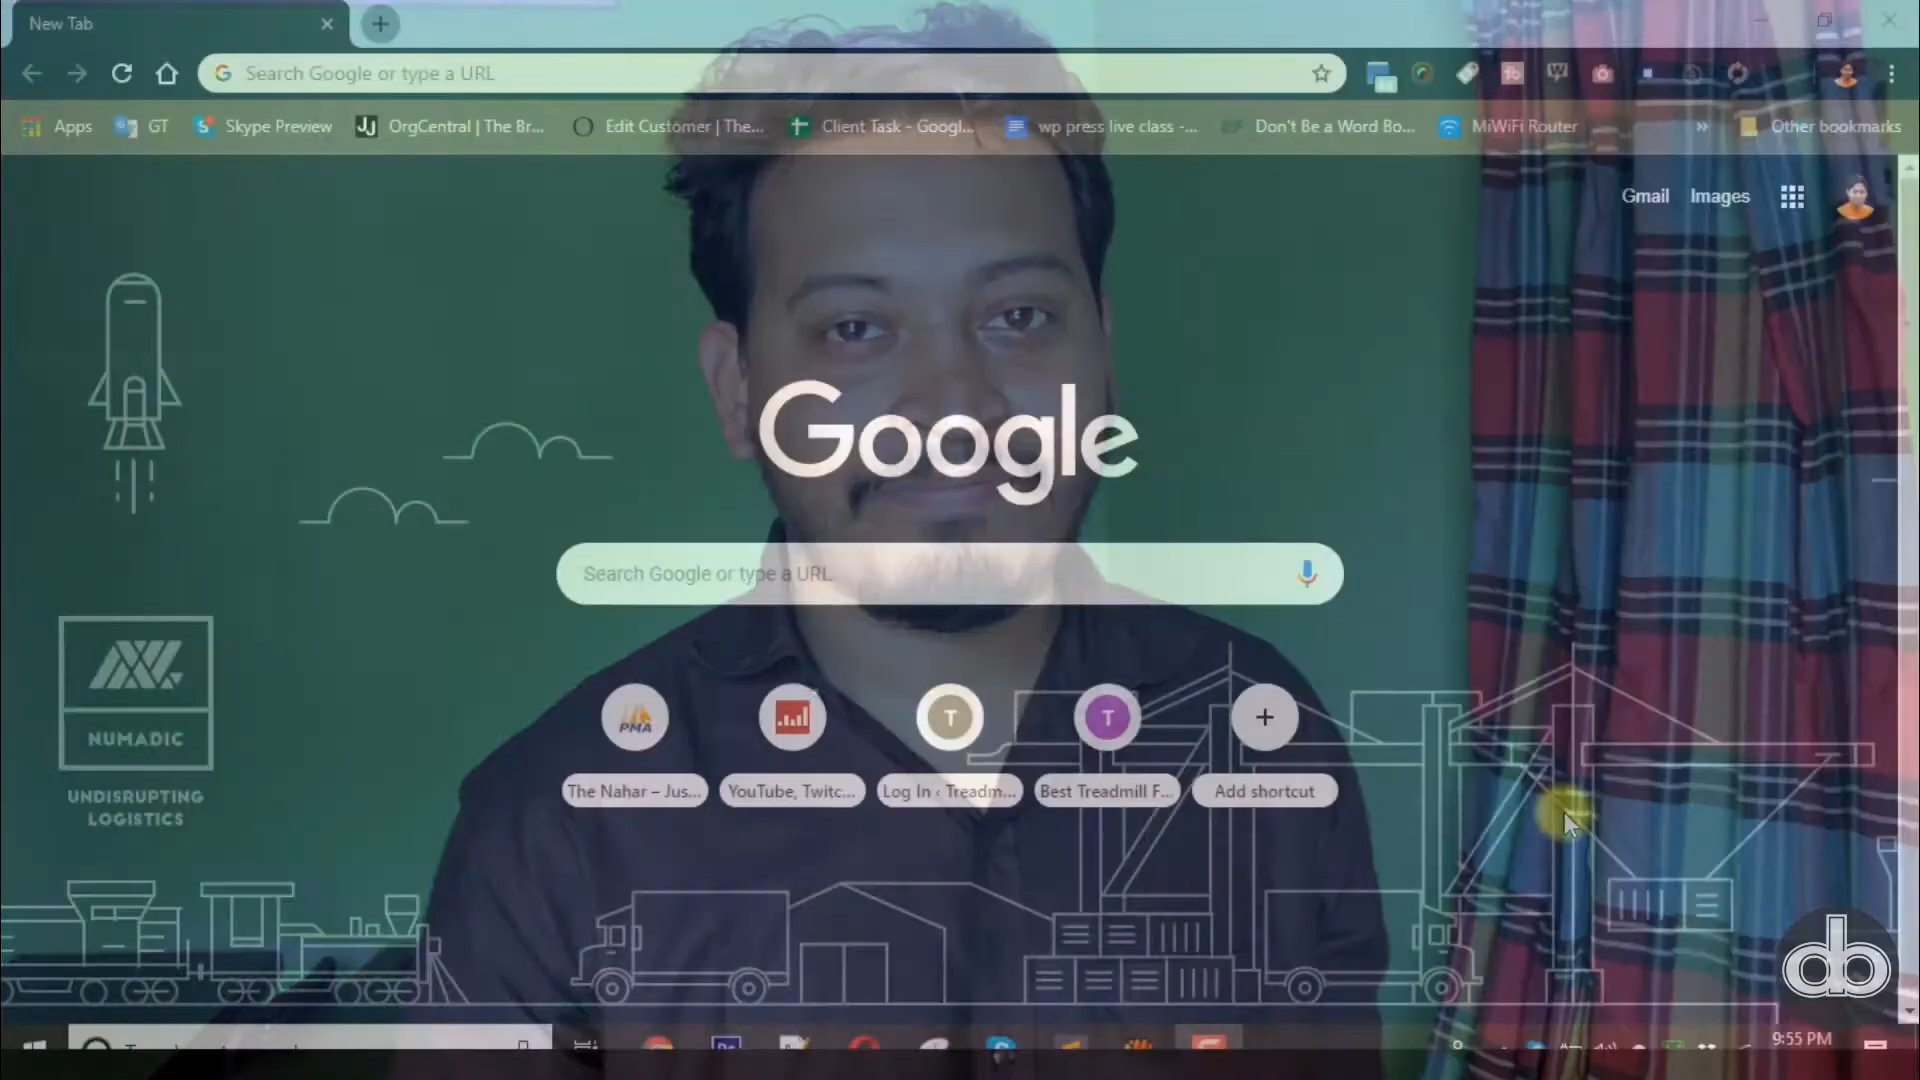 New Tab
Search Google or type a URL
Apps
GT
Skype Preview
OrgCentral | The Br...
Edit Customer | The...
Client Task - Googl...
wp press live class -...
Don't Be a Word Bo...
MiWiFi Router
»
Other bookmarks
Gmail
Images
Google
Search Google or type a URL
NUMADIC
UNDISRUPTING
LOGISTICS
PMA
T
T
The Nahar – Jus...
YouTube, Twitc...
Log In ‹ Treadm...
Best Treadmill F...
Add shortcut
db
9:55 PM